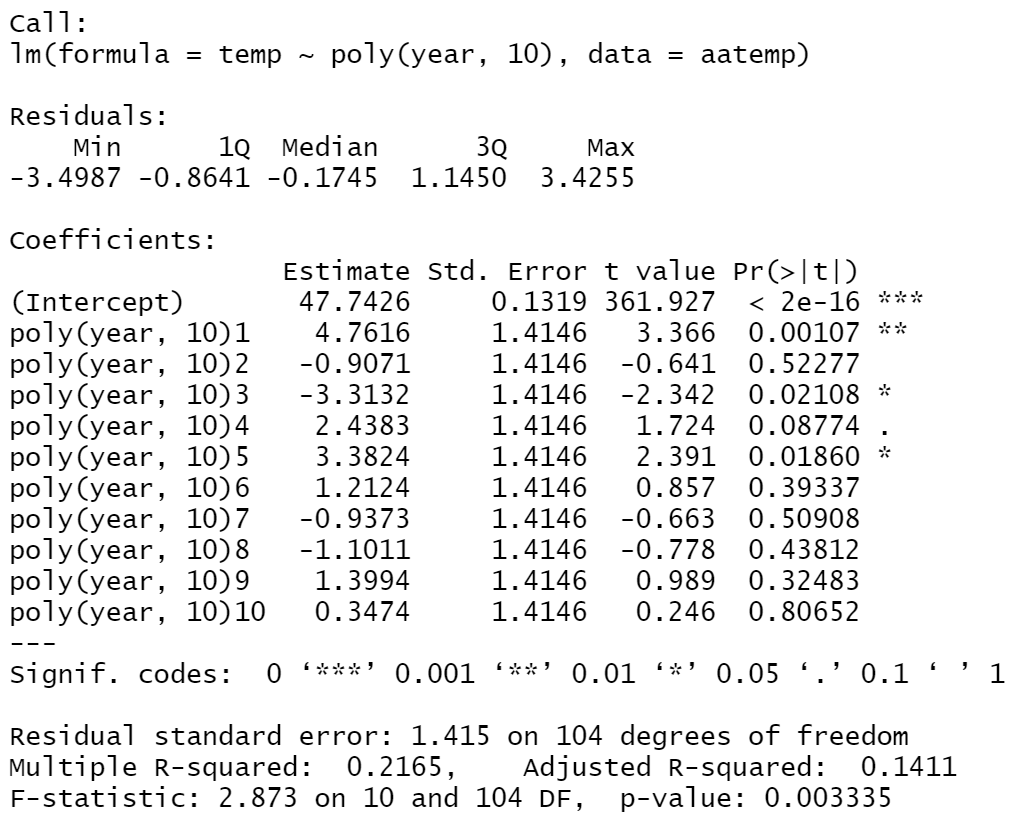 Call:
lm(formula = temp ~ poly(year, 10), data = aatemp)
Residuals:
    Min      1Q  Median      3Q     Max
-3.4987 -0.8641 -0.1745  1.1450  3.4255
Coefficients:
                 Estimate Std. Error t value Pr(>|t|)
(Intercept)       47.7426     0.1319 361.927  < 2e-16 ***
poly(year, 10)1    4.7616     1.4146   3.366  0.00107 **
poly(year, 10)2   -0.9071     1.4146  -0.641  0.52277
poly(year, 10)3   -3.3132     1.4146  -2.342  0.02108 *
poly(year, 10)4    2.4383     1.4146   1.724  0.08774 .
poly(year, 10)5    3.3824     1.4146   2.391  0.01860 *
poly(year, 10)6    1.2124     1.4146   0.857  0.39337
poly(year, 10)7   -0.9373     1.4146  -0.663  0.50908
poly(year, 10)8   -1.1011     1.4146  -0.778  0.43812
poly(year, 10)9    1.3994     1.4146   0.989  0.32483
poly(year, 10)10   0.3474     1.4146   0.246  0.80652
---
Signif. codes:  0 ‘***’ 0.001 ‘**’ 0.01 ‘*’ 0.05 ‘.’ 0.1 ‘ ’ 1
Residual standard error: 1.415 on 104 degrees of freedom
Multiple R-squared:  0.2165,    Adjusted R-squared:  0.1411
F-statistic: 2.873 on 10 and 104 DF,  p-value: 0.003335